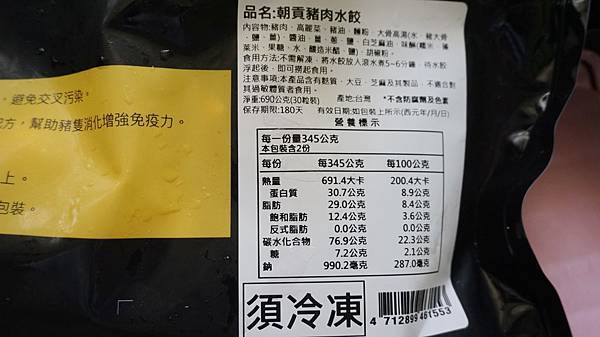 品名:朝貢豬肉水餃
內容物:豬肉、高麗菜、豬油、麵粉、大骨高湯(水、豬大骨
、鹽、薑)、醬油、薑、蔥、鹽、白芝麻油、味醂(糯米、蓬
萊米、果糖、水、釀造米醋、鹽)、胡椒粉。
食用方法:不需解凍，將水餃放入滾水煮5~6分鐘，待水餃
浮起後，即可撈起食用。
注意事項:本產品含有麩質、大豆、芝麻及其製品，不適合對
其過敏體質者食用。
淨重:690公克(30粒裝) 產地:台灣 *不含防腐劑及色素
保存期限:180天 有效日期:如包裝上所示(西元年/月/日)
營養標示
每一份量345公克
本包裝含2份
每份 每345公克 每100公克
熱量 691.4大卡 200.4大卡
蛋白質 30.7公克 8.9公克
脂肪 29.0公克 8.4公克
飽和脂肪 12.4公克 3.6公克
反式脂肪 0.0公克 0.0公克
碳水化合物 76.9公克 22.3公克
糖 7.2公克 2.1公克
鈉 990.2毫克 287.0毫克
須冷凍
4 712899 461553
，避免交叉污染。
方，幫助豬隻消化增強免疫力。
上。
包裝。